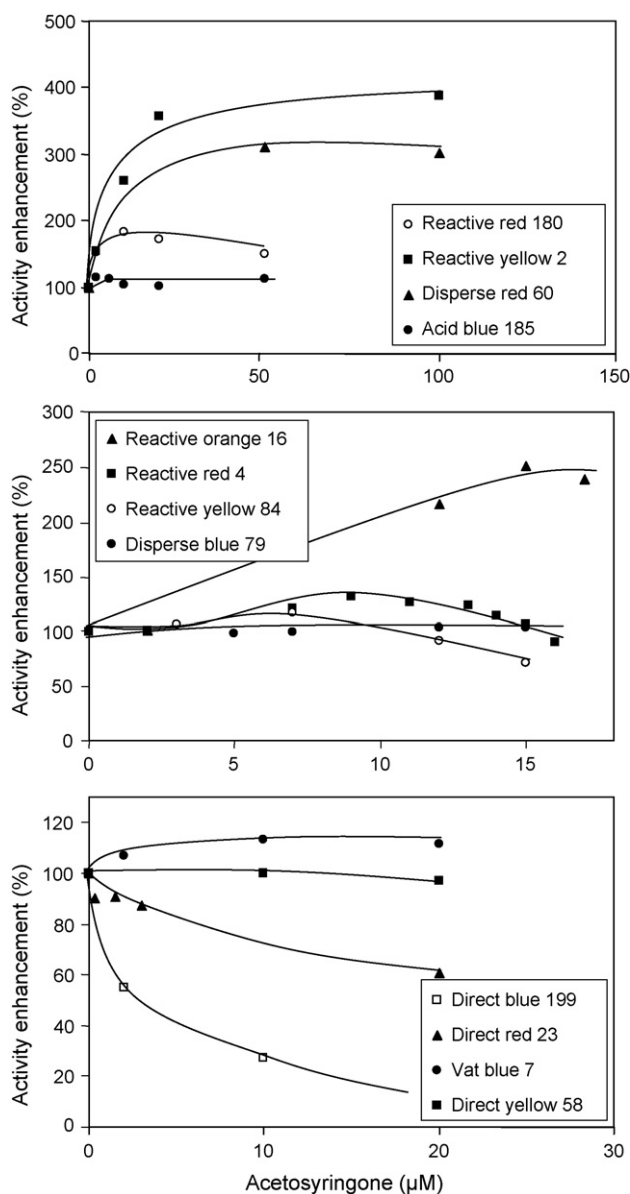 500
400
300
200
100
0
Activity enhancement (%)
Reactive red 180
Reactive yellow 2
Disperse red 60
Acid blue 185
0 50 100 150
300
250
200
150
100
50
0
Activity enhancement (%)
Reactive orange 16
Reactive red 4
Reactive yellow 84
Disperse blue 79
0 5 10 15
120
100
80
60
40
20
0
Activity enhancement (%)
Direct blue 199
Direct red 23
Vat blue 7
Direct yellow 58
0 10 20 30
Acetosyringone (µM)